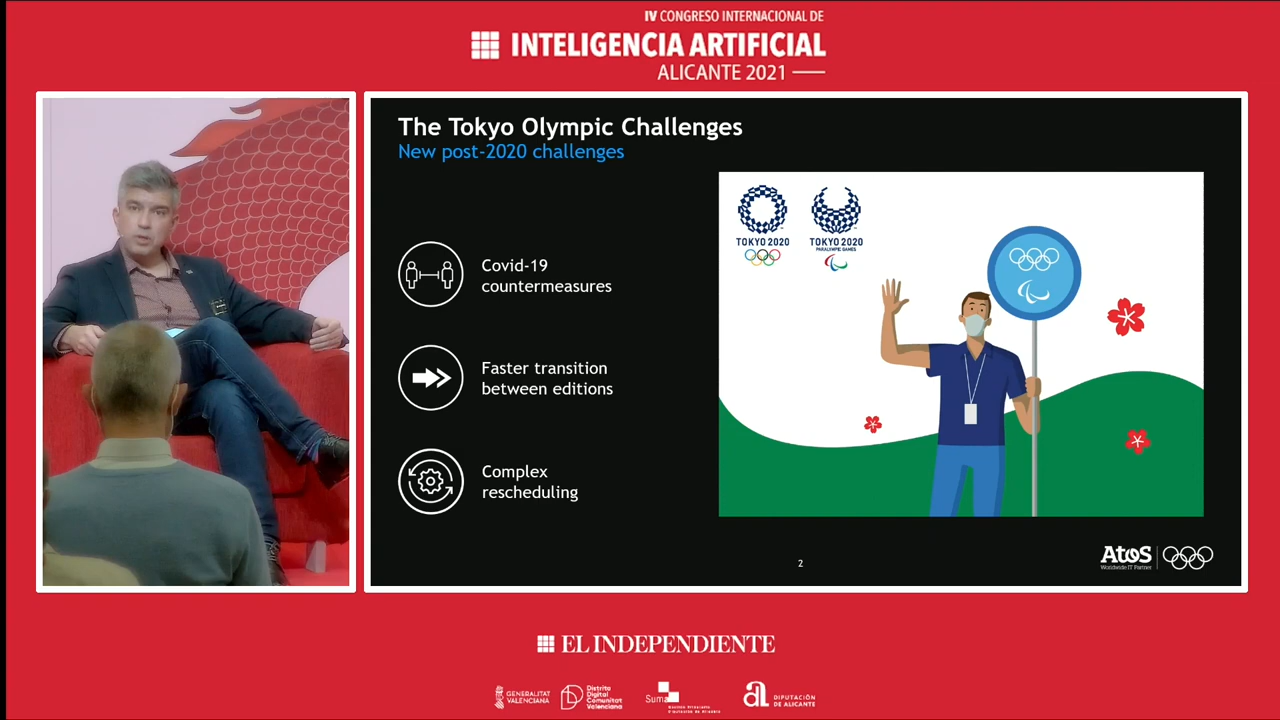 IV CONGRESO INTERNACIONAL DE
INTELIGENCIA ARTIFICIAL
ALICANTE 2021
The Tokyo Olympic Challenges
New post-2020 challenges
TOKYO 2020
TOKYO 2020
PARALYMPIC GAMES
Covid-19
countermeasures
Faster transition
between editions
Complex
rescheduling
2
Atos
Worldwide IT Partner
EL INDEPENDIENTE
GENERALITAT
VALENCIANA
Distrito
Digital
Comunitat
Valenciana
Suma
DIPUTACIÓN
DE ALICANTE